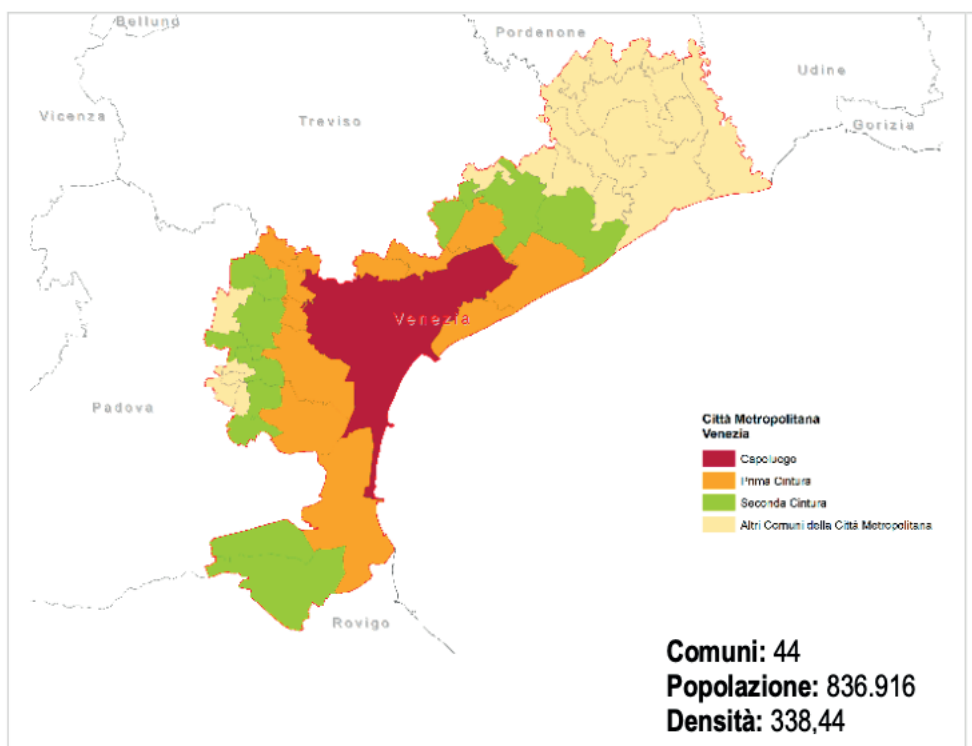 Belluno
Pordenone
Udine
Vicenza
Treviso
Gorizia
Venezia
Padova
Città Metropolitana
Venezia
Capoluogo
Prima Cintura
Seconda Cintura
Altri Comuni della Città Metropolitana
Rovigo
Comuni: 44
Popolazione: 836.916
Densità: 338,44